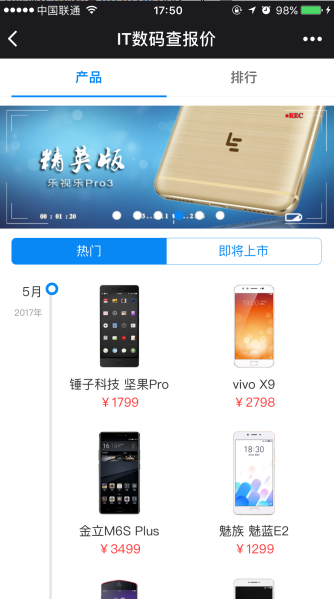 中国联通 17:50 98%
IT数码查报价
产品 排行
REC
精英版
乐视乐Pro3
00 : 01 : 20
热门 即将上市
5月
2017年
锤子科技 坚果Pro vivo X9
￥1799 ￥2798
18:30
金立M6S Plus 魅族 魅蓝E2
￥3499 ￥1299